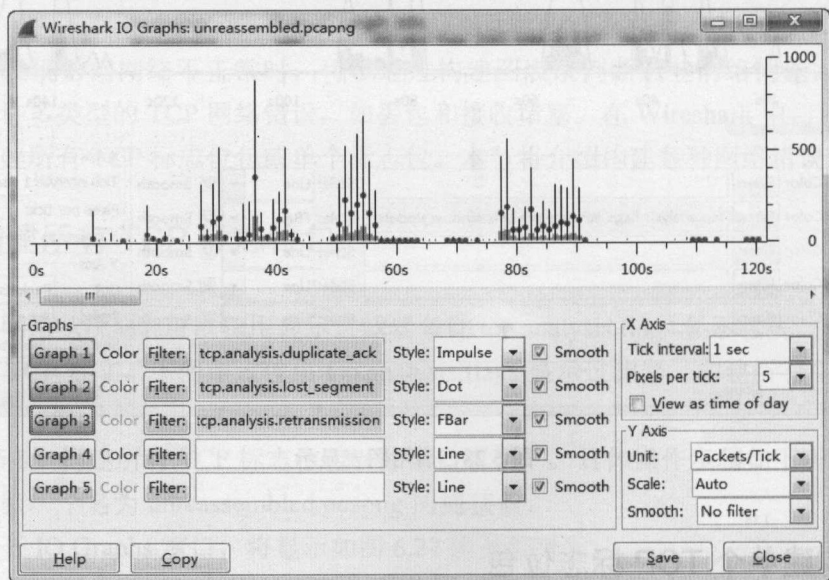 Wireshark IO Graphs: unreassembled.pcapng
1000
500
0
0s 20s 40s 60s 80s 100s 120s
Graphs
Graph 1 Color Filter: tcp.analysis.duplicate_ack Style: Impulse Smooth
Graph 2 Color Filter: tcp.analysis.lost_segment Style: Dot Smooth
Graph 3 Color Filter: tcp.analysis.retransmission Style: FBar Smooth
Graph 4 Color Filter: Style: Line Smooth
Graph 5 Color Filter: Style: Line Smooth
X Axis
Tick interval: 1 sec
Pixels per tick: 5
View as time of day
Y Axis
Unit: Packets/Tick
Scale: Auto
Smooth: No filter
Help Copy Save Close